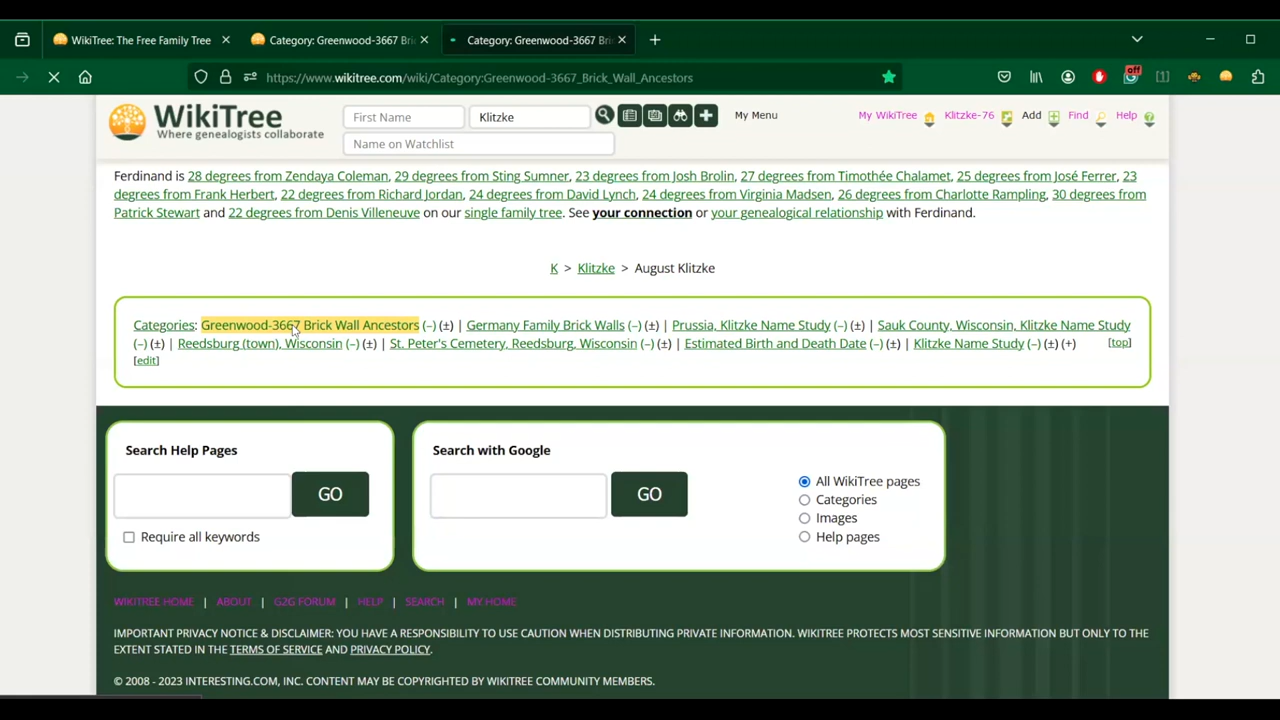 WikiTree: The Free Family Tree
Category: Greenwood-3667 Bri
Category: Greenwood-3667 Bri
https://www.wikitree.com/wiki/Category:Greenwood-3667_Brick_Wall_Ancestors
off
WikiTree
Where genealogists collaborate
First Name
Klitzke
My Menu
My WikiTree
Klitzke-76
Add
Find
Help
Name on Watchlist
Ferdinand is 28 degrees from Zendaya Coleman, 29 degrees from Sting Sumner, 23 degrees from Josh Brolin, 27 degrees from Timothée Chalamet, 25 degrees from José Ferrer, 23
degrees from Frank Herbert, 22 degrees from Richard Jordan, 24 degrees from David Lynch, 24 degrees from Virginia Madsen, 26 degrees from Charlotte Rampling, 30 degrees from
Patrick Stewart and 22 degrees from Denis Villeneuve on our single family tree. See your connection or your genealogical relationship with Ferdinand.
K > Klitzke > August Klitzke
Categories: Greenwood-3667 Brick Wall Ancestors (−) (±) | Germany Family Brick Walls (−) (±) | Prussia, Klitzke Name Study (−) (±) | Sauk County, Wisconsin, Klitzke Name Study
(−) (±) | Reedsburg (town), Wisconsin (−) (±) | St. Peter's Cemetery, Reedsburg, Wisconsin (−) (±) | Estimated Birth and Death Date (−) (±) | Klitzke Name Study (−) (±) (+) [top]
[edit]
Search Help Pages
GO
Require all keywords
Search with Google
GO
All WikiTree pages
Categories
Images
Help pages
WIKITREE HOME | ABOUT | G2G FORUM | HELP | SEARCH | MY HOME
IMPORTANT PRIVACY NOTICE & DISCLAIMER: YOU HAVE A RESPONSIBILITY TO USE CAUTION WHEN DISTRIBUTING PRIVATE INFORMATION. WIKITREE PROTECTS MOST SENSITIVE INFORMATION BUT ONLY TO THE
EXTENT STATED IN THE TERMS OF SERVICE AND PRIVACY POLICY.
© 2008 - 2023 INTERESTING.COM, INC. CONTENT MAY BE COPYRIGHTED BY WIKITREE COMMUNITY MEMBERS.